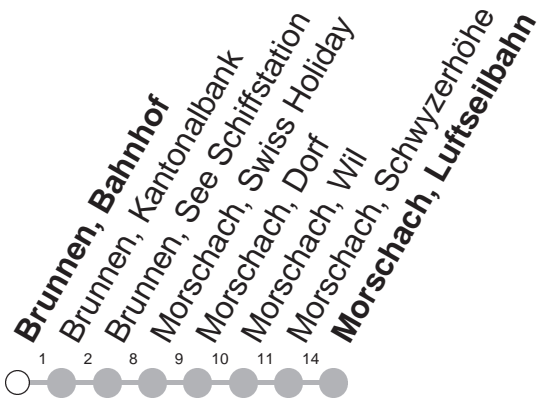 Brunnen, Bahnhof
Brunnen, Kantonalbank
Brunnen, See Schiffstation
Morschach, Swiss Holiday
Morschach, Dorf
Morschach, Wil
Morschach, Schwyzerhöhe
Morschach, Luftseilbahn
1 2 8 9 10 11 14